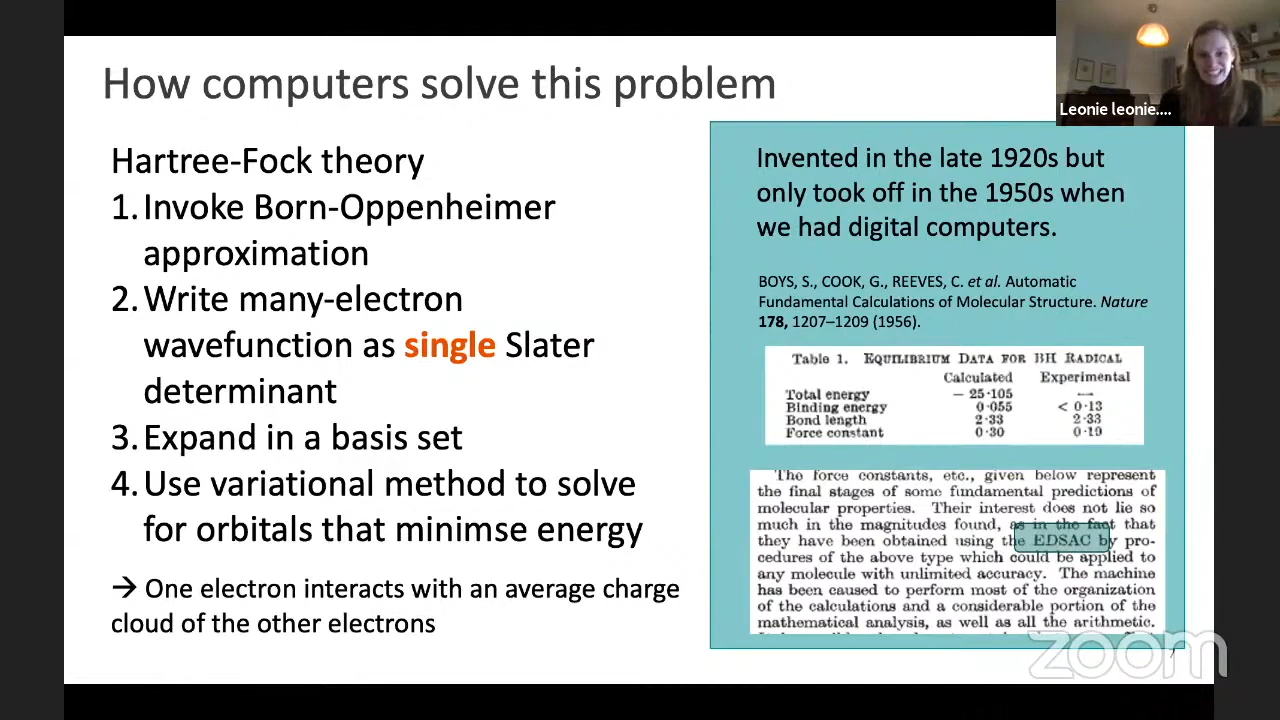 How computers solve this problem
Leonie leonie....
Hartree-Fock theory
1. Invoke Born-Oppenheimer
approximation
2. Write many-electron
wavefunction as single Slater
determinant
3. Expand in a basis set
4. Use variational method to solve
for orbitals that minimse energy
→ One electron interacts with an average charge
cloud of the other electrons
Invented in the late 1920s but
only took off in the 1950s when
we had digital computers.
BOYS, S., COOK, G., REEVES, C. et al. Automatic
Fundamental Calculations of Molecular Structure. Nature
178, 1207–1209 (1956).
Table 1. EQUILIBRIUM DATA FOR BH RADICAL
Calculated Experimental
Total energy − 25·105 —
Binding energy 0·055 < 0·13
Bond length 2·33 2·33
Force constant 0·30 0·19
The force constants, etc., given below represent
the final stages of some fundamental predictions of
molecular properties. Their interest does not lie so
much in the magnitudes found, as in the fact that
they have been obtained using the EDSAC by pro-
cedures of the above type which could be applied to
any molecule with unlimited accuracy. The machine
has been caused to perform most of the organization
of the calculations and a considerable portion of the
mathematical analysis, as well as all the arithmetic.
zoom